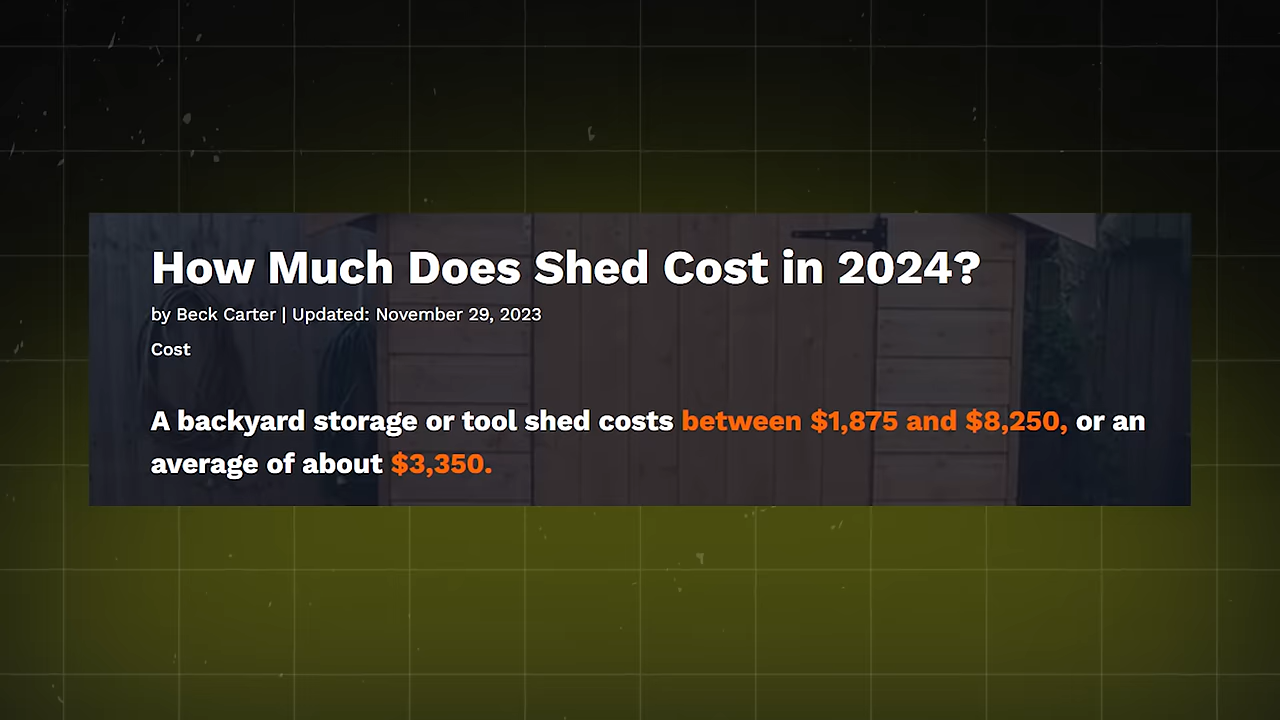 How Much Does Shed Cost in 2024?
by Beck Carter | Updated: November 29, 2023
Cost
A backyard storage or tool shed costs between $1,875 and $8,250, or an
average of about $3,350.